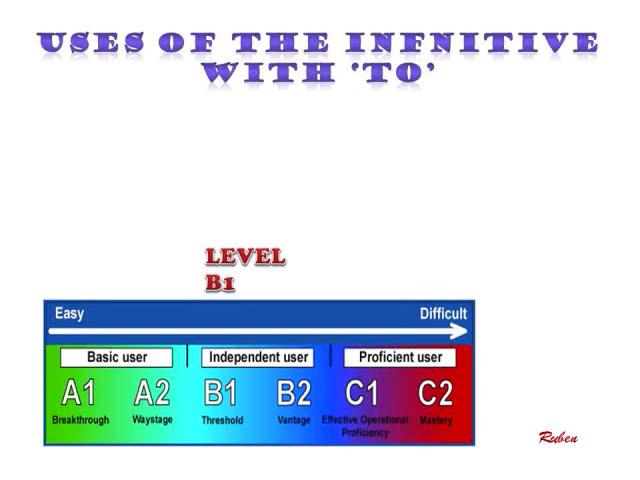 USES OF THE INFNITIVE
WITH 'TO'
LEVEL
B1
Easy Difficult
Basic user Independent user Proficient user
A1 A2 B1 B2 C1 C2
Breakthrough Waystage Threshold Vantage Effective Operational Mastery
Proficiency
Ruben